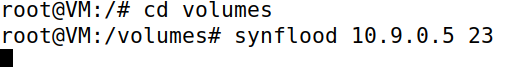 root@VM:/# cd volumes
root@VM:/volumes# synflood 10.9.0.5 23